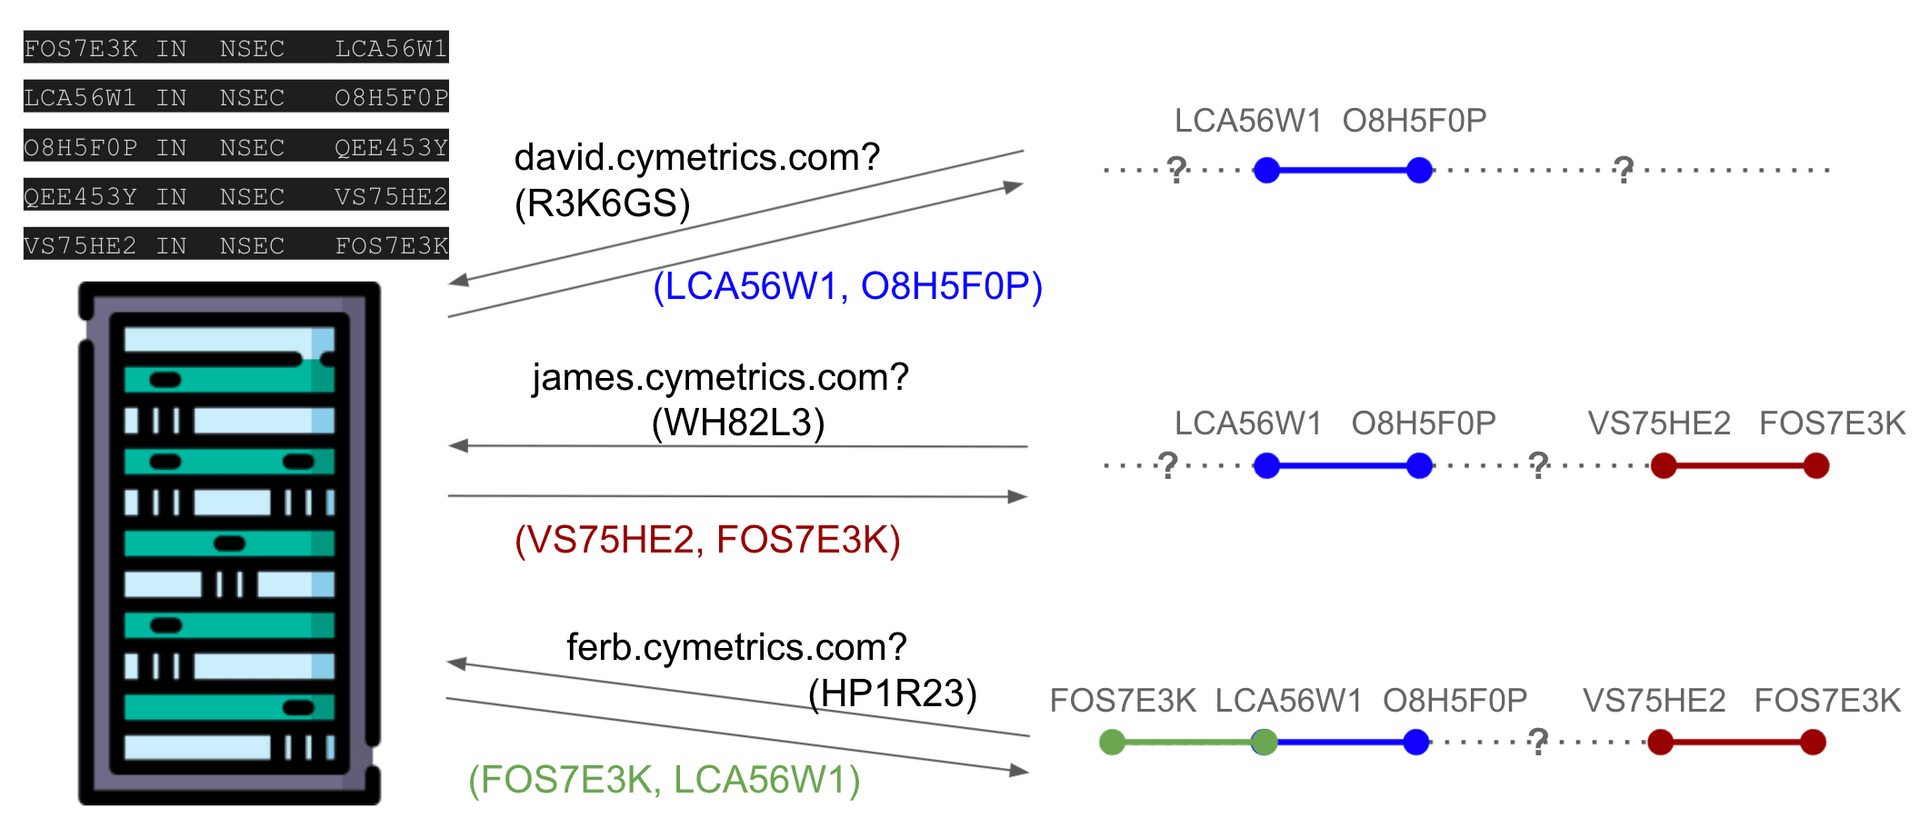 FOS7E3K IN NSEC LCA56W1
LCA56W1 IN NSEC O8H5F0P
O8H5F0P IN NSEC QEE453Y
QEE453Y IN NSEC VS75HE2
VS75HE2 IN NSEC FOS7E3K
david.cymetrics.com?
(R3K6GS)
(LCA56W1, O8H5F0P)
LCA56W1 O8H5F0P
? ?
james.cymetrics.com?
(WH82L3)
(VS75HE2, FOS7E3K)
LCA56W1 O8H5F0P VS75HE2 FOS7E3K
? ?
ferb.cymetrics.com?
(HP1R23)
(FOS7E3K, LCA56W1)
FOS7E3K LCA56W1 O8H5F0P VS75HE2 FOS7E3K
?